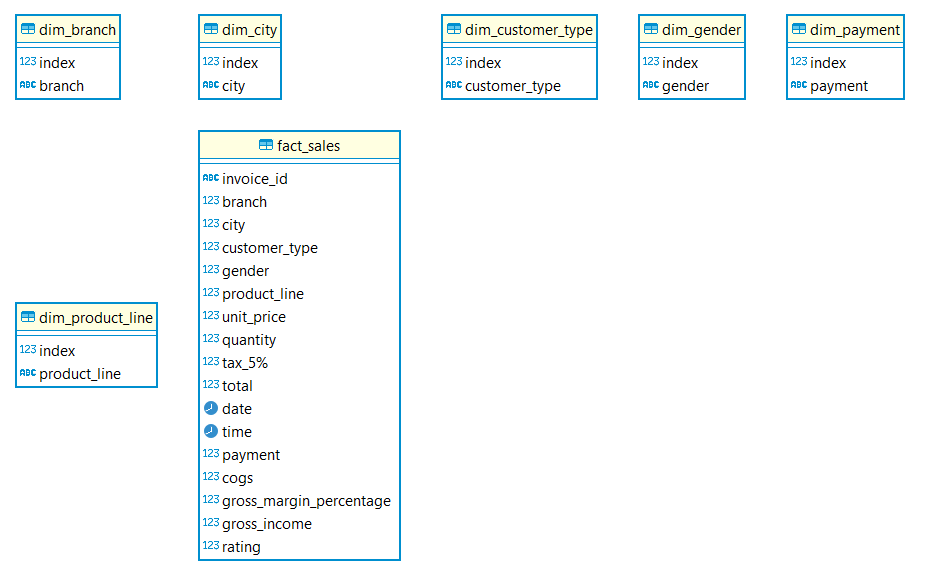 dim_branch
123 index
ABC branch
dim_city
123 index
ABC city
dim_customer_type
123 index
ABC customer_type
dim_gender
123 index
ABC gender
dim_payment
123 index
ABC payment
fact_sales
ABC invoice_id
123 branch
123 city
123 customer_type
123 gender
123 product_line
123 unit_price
123 quantity
123 tax_5%
123 total
date
time
123 payment
123 cogs
123 gross_margin_percentage
123 gross_income
123 rating
dim_product_line
123 index
ABC product_line